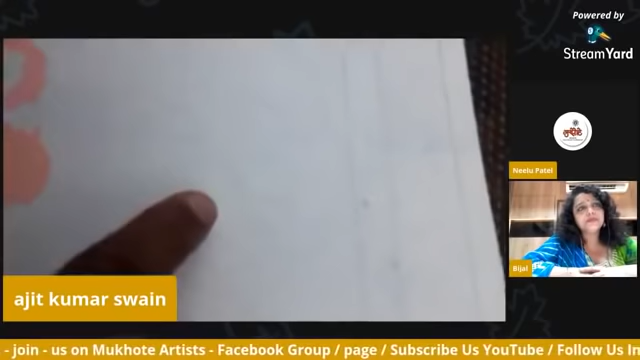 Powered by
StreamYard
Neelu Patel
Bijal
ajit kumar swain
- join - us on Mukhote Artists - Facebook Group / page / Subscribe Us YouTube / Follow Us In